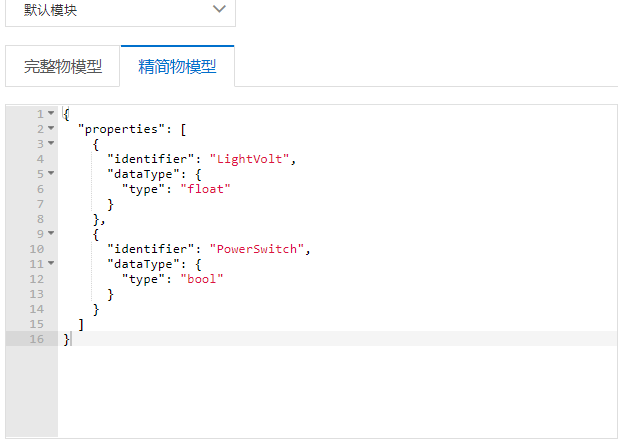 默认模块
完整物模型 精简物模型
1 {
2   "properties": [
3     {
4       "identifier": "LightVolt",
5       "dataType": {
6         "type": "float"
7       }
8     },
9     {
10       "identifier": "PowerSwitch",
11       "dataType": {
12         "type": "bool"
13       }
14     }
15   ]
16 }